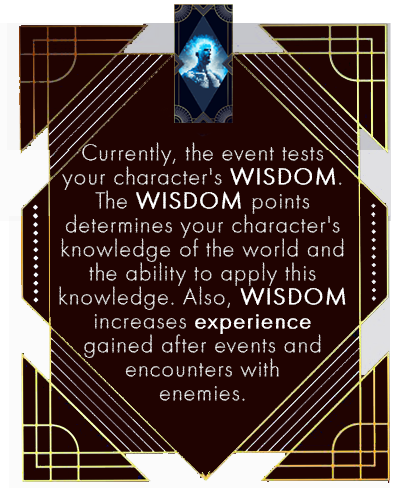 Currently, the event tests
your character's WISDOM.
The WISDOM points
determines your character's
knowledge of the world and
the ability to apply this
knowledge. Also, WISDOM
increases experience
gained after events and
encounters with
enemies.